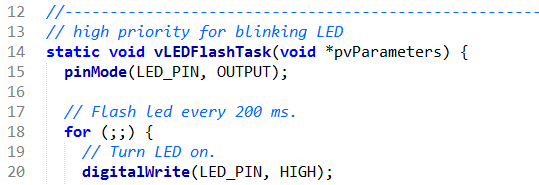 12 //------------------------------------------------
13 // high priority for blinking LED
14 static void vLEDFlashTask(void *pvParameters) {
15   pinMode(LED_PIN, OUTPUT);
16
17   // Flash led every 200 ms.
18   for (;;) {
19     // Turn LED on.
20     digitalWrite(LED_PIN, HIGH);